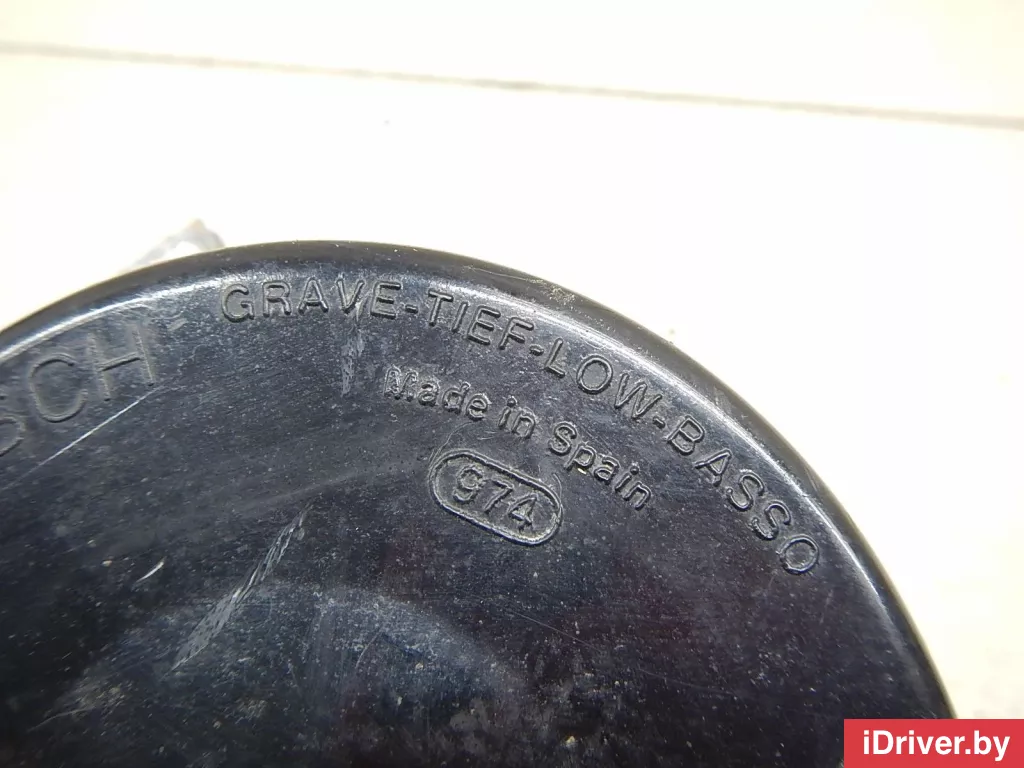 GRAVE-TIEF-LOW-BASSO
SCH
Made in Spain
974
iDriver.by